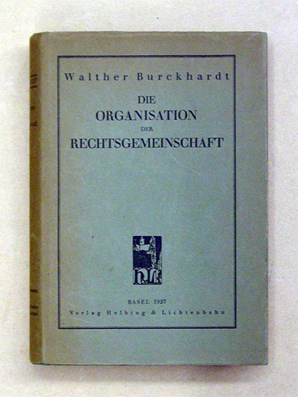 Walther Burckhardt
DIE
ORGANISATION
DER
RECHTSGEMEINSCHAFT
BASEL 1927
Verlag Helbing & Lichtenhahn